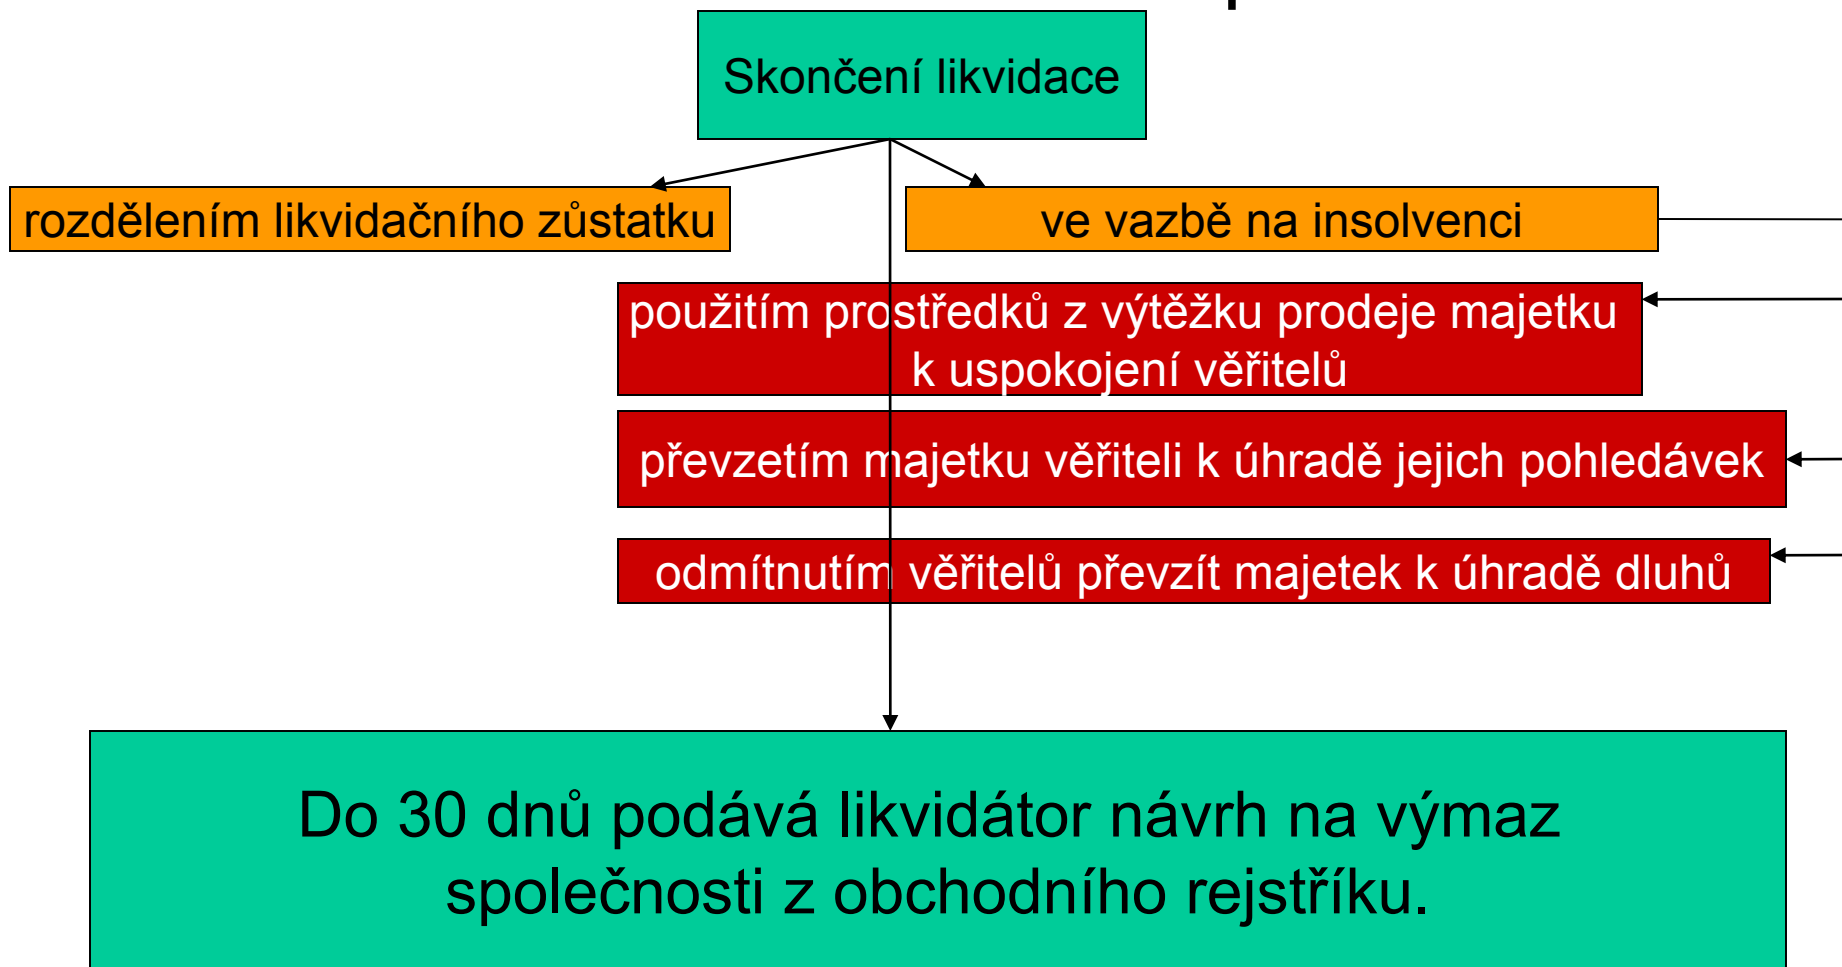 Skončení likvidace
rozdělením likvidačního zůstatku
ve vazbě na insolvenci
použitím prostředků z výtěžku prodeje majetku
k uspokojení věřitelů
převzetím majetku věřiteli k úhradě jejich pohledávek
odmítnutím věřitelů převzít majetek k úhradě dluhů
Do 30 dnů podává likvidátor návrh na výmaz
společnosti z obchodního rejstříku.